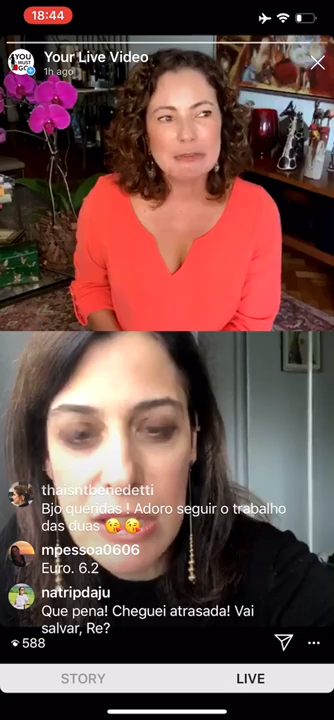 18:44
YOU
MUST
GO
Your Live Video
1h ago
thaisntbenedetti
Bjo queridas ! Adoro seguir o trabalho
das duas 😘😘
mpessoa0606
Euro. 6.2
natripdaju
Que pena! Cheguei atrasada! Vai
salvar, Re?
588
STORY
LIVE